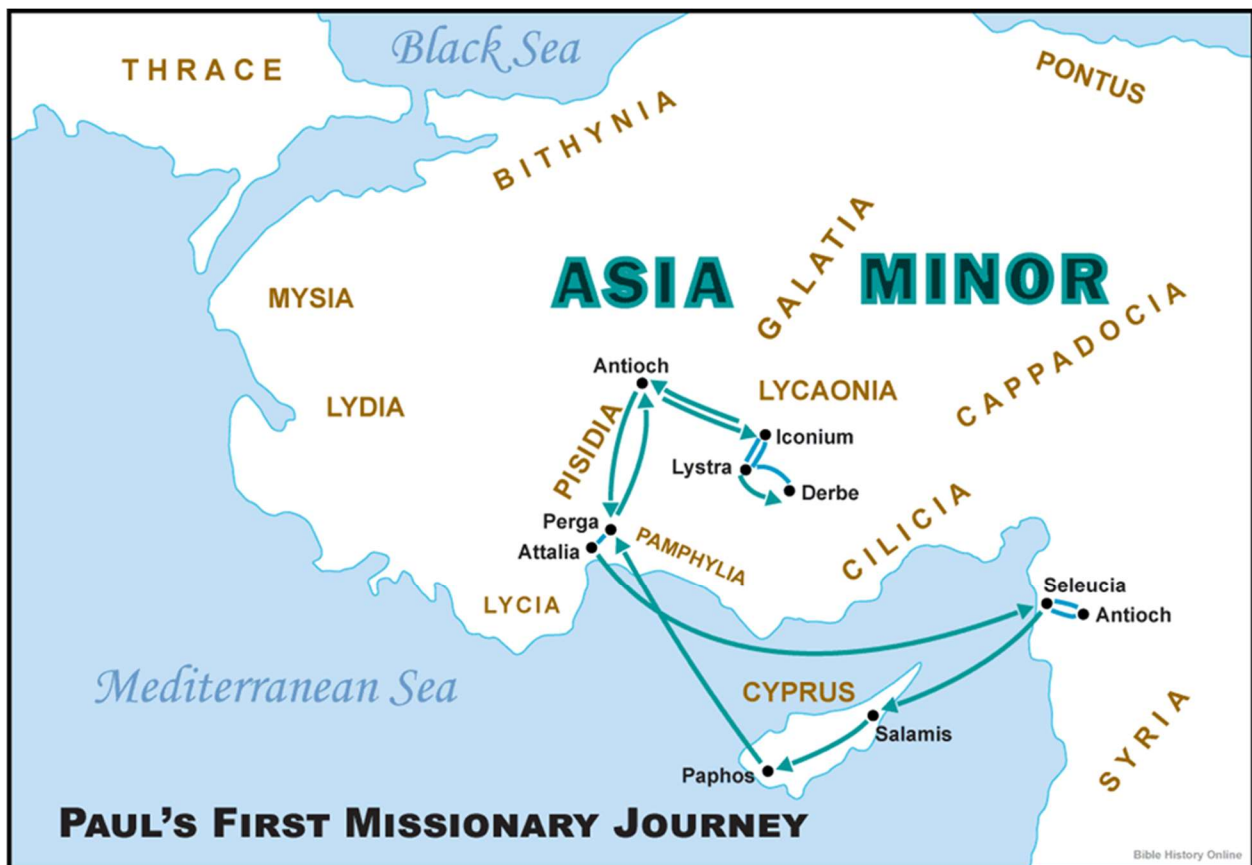 Black Sea
THRACE
PONTUS
BITHYNIA
GALATIA
ASIA MINOR
MYSIA
CAPPADOCIA
Antioch
LYCAONIA
LYDIA
PISIDIA
Iconium
Lystra
Derbe
Perga
CILICIA
Attalia
PAMPHYLIA
Seleucia
LYCIA
Antioch
Mediterranean Sea
CYPRUS
SYRIA
Salamis
Paphos
PAUL'S FIRST MISSIONARY JOURNEY
Bible History Online